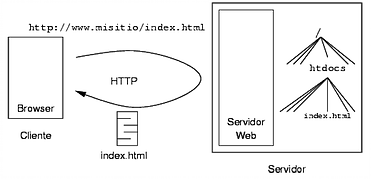 http://www.misitio/index.html
/
htdocs
HTTP
Browser
Servidor
Web
index.html
Cliente
index.html
Servidor